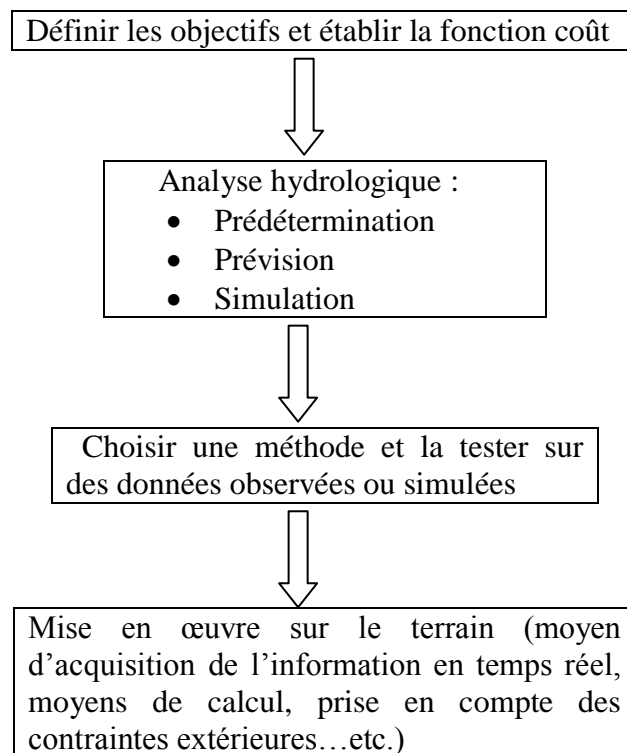 Définir les objectifs et établir la fonction coût
Analyse hydrologique :
• Prédétermination
• Prévision
• Simulation
Choisir une méthode et la tester sur
des données observées ou simulées
Mise en œuvre sur le terrain (moyen
d’acquisition de l’information en temps réel,
moyens de calcul, prise en compte des
contraintes extérieures…etc.)